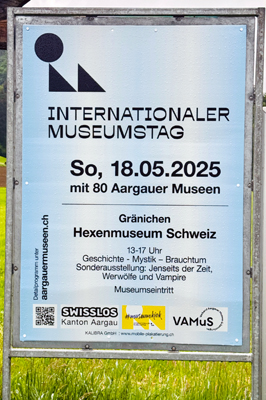 INTERNATIONALER
MUSEUMSTAG
So, 18.05.2025
mit 80 Aargauer Museen
Gränichen
Hexenmuseum Schweiz
13-17 Uhr
Geschichte - Mystik – Brauchtum
Sonderausstellung: Jenseits der Zeit,
Werwölfe und Vampire
Museumseintritt
Detailprogramm unter
aargauermuseen.ch
SWISSLOS
Kanton Aargau
VAMuS